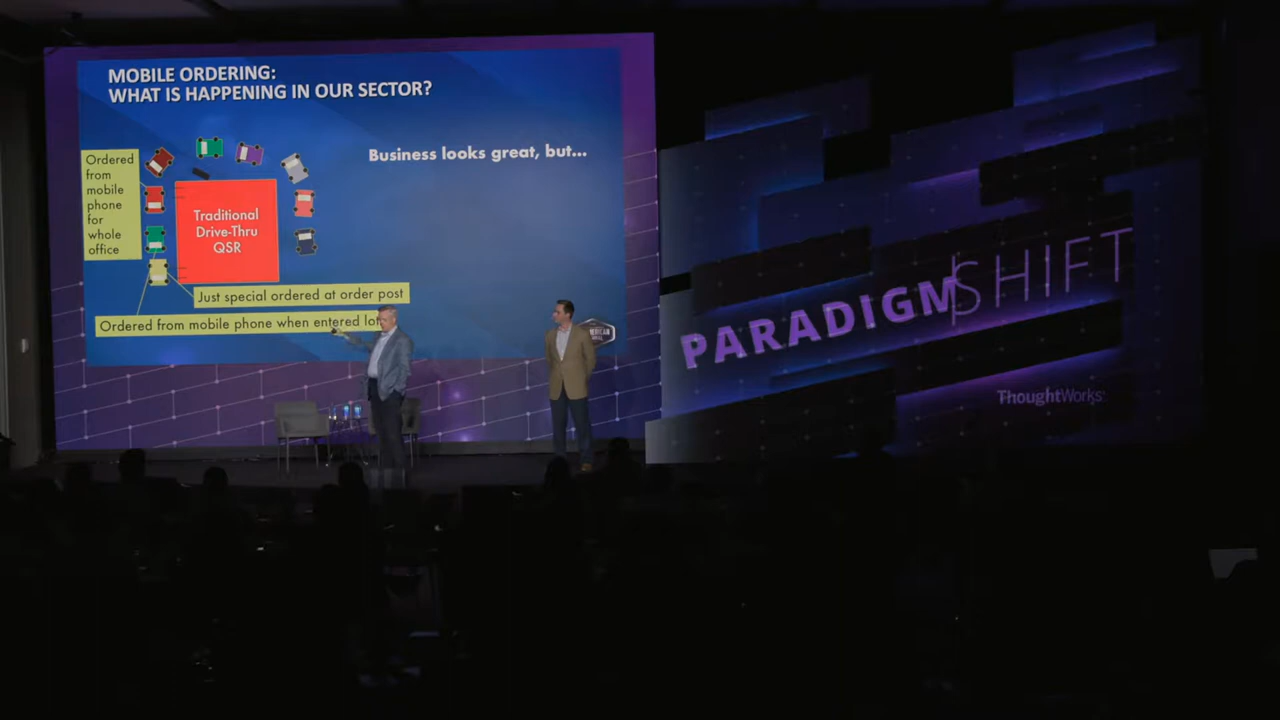 MOBILE ORDERING:
WHAT IS HAPPENING IN OUR SECTOR?
Business looks great, but...
Ordered
from
mobile
phone
for
whole
office
Traditional
Drive-Thru
QSR
Just special ordered at order post
Ordered from mobile phone when entered lot
PARADIGM SHIFT
ThoughtWorks